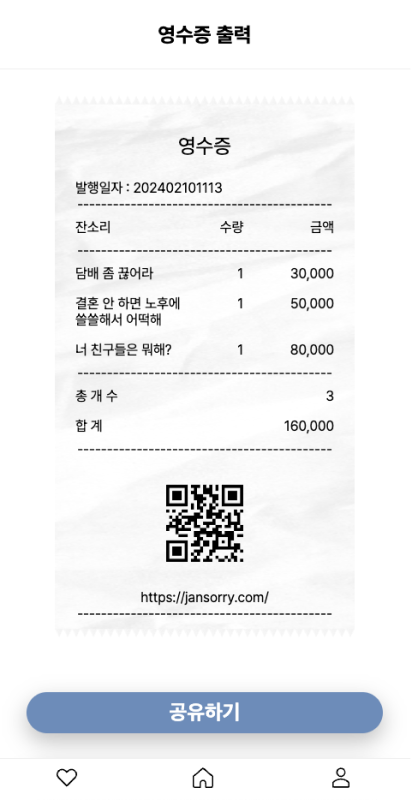 영수증 출력
영수증
발행일자 : 202402101113
잔소리 수량 금액
담배 좀 끊어라 1 30,000
결혼 안 하면 노후에 1 50,000
쓸쓸해서 어떡해
너 친구들은 뭐해? 1 80,000
총 개 수 3
합 계 160,000
https://jansorry.com/
공유하기